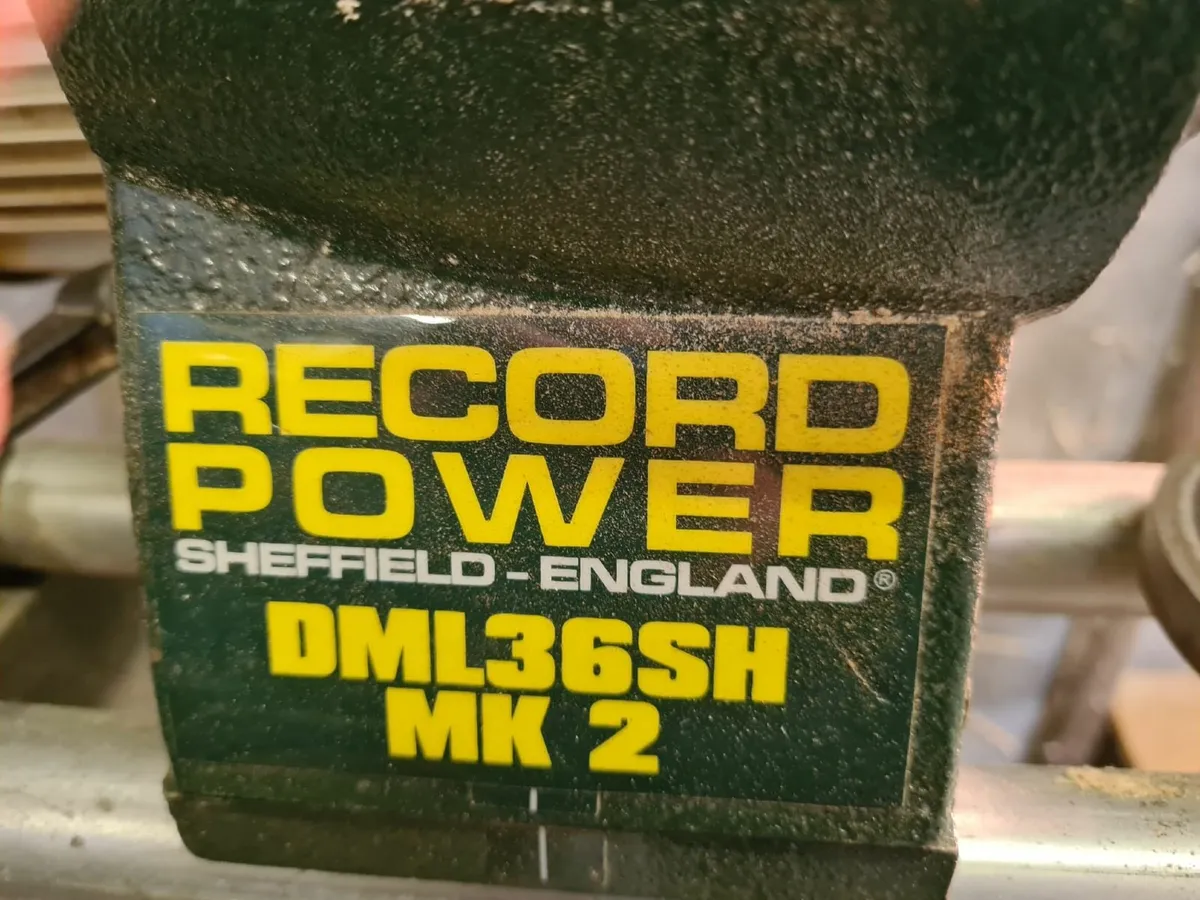 RECORD
POWER
SHEFFIELD - ENGLAND®
DML36SH
MK 2